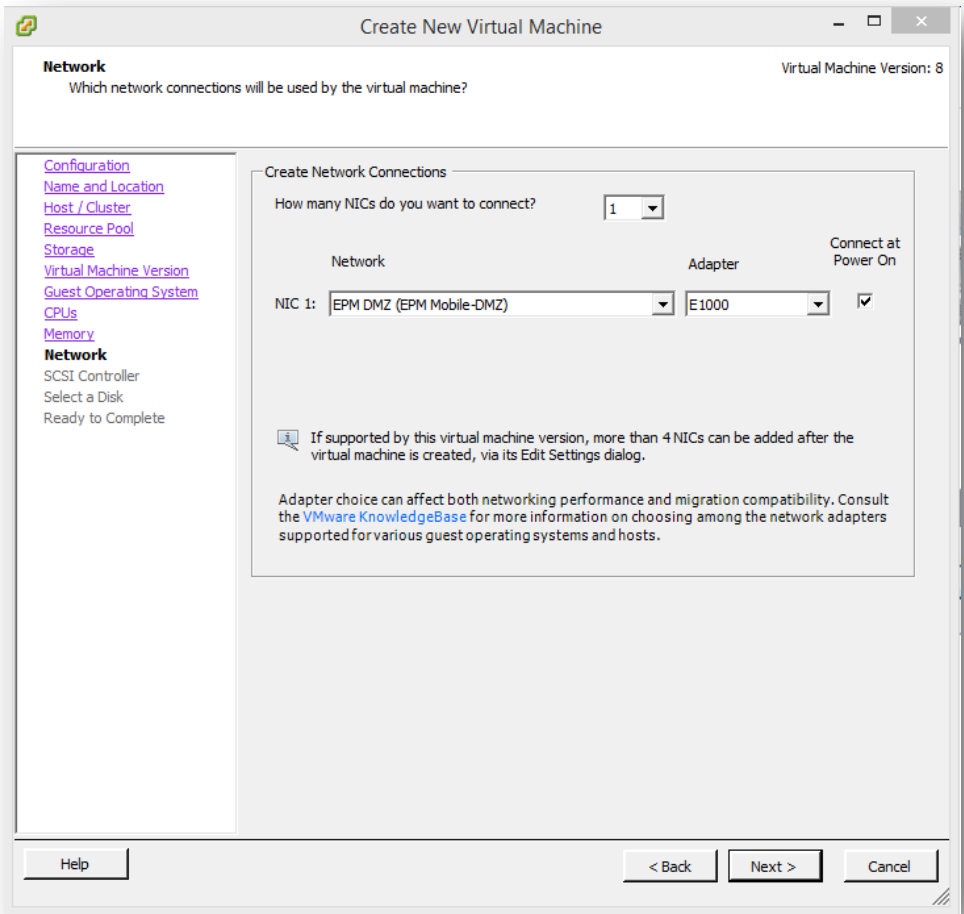 Create New Virtual Machine
Network
Virtual Machine Version: 8
Which network connections will be used by the virtual machine?
Configuration
Name and Location
Host / Cluster
Resource Pool
Storage
Virtual Machine Version
Guest Operating System
CPUs
Memory
Network
SCSI Controller
Select a Disk
Ready to Complete
Create Network Connections
How many NICs do you want to connect?
1
Network
Adapter
Connect at
Power On
NIC 1:
EPM DMZ (EPM Mobile-DMZ)
E1000
If supported by this virtual machine version, more than 4 NICs can be added after the
virtual machine is created, via its Edit Settings dialog.
Adapter choice can affect both networking performance and migration compatibility. Consult
the VMware KnowledgeBase for more information on choosing among the network adapters
supported for various guest operating systems and hosts.
Help
< Back
Next >
Cancel